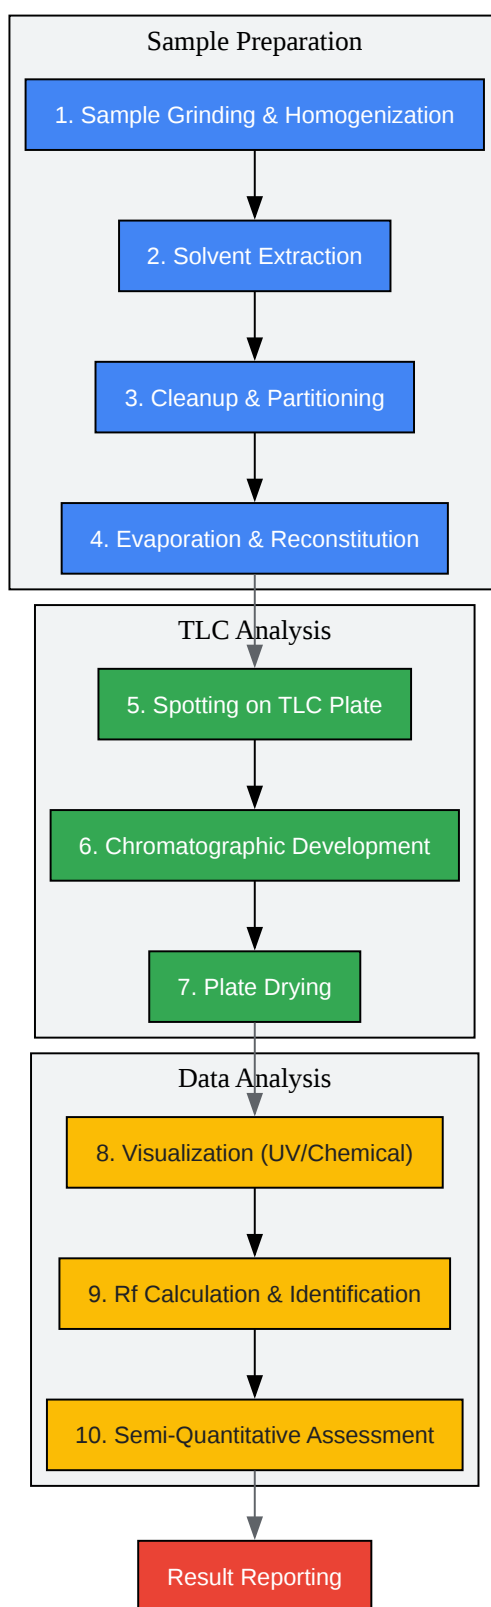 Sample Preparation
1. Sample Grinding & Homogenization
2. Solvent Extraction
3. Cleanup & Partitioning
4. Evaporation & Reconstitution
TLC Analysis
5. Spotting on TLC Plate
6. Chromatographic Development
7. Plate Drying
Data Analysis
8. Visualization (UV/Chemical)
9. Rf Calculation & Identification
10. Semi-Quantitative Assessment
Result Reporting